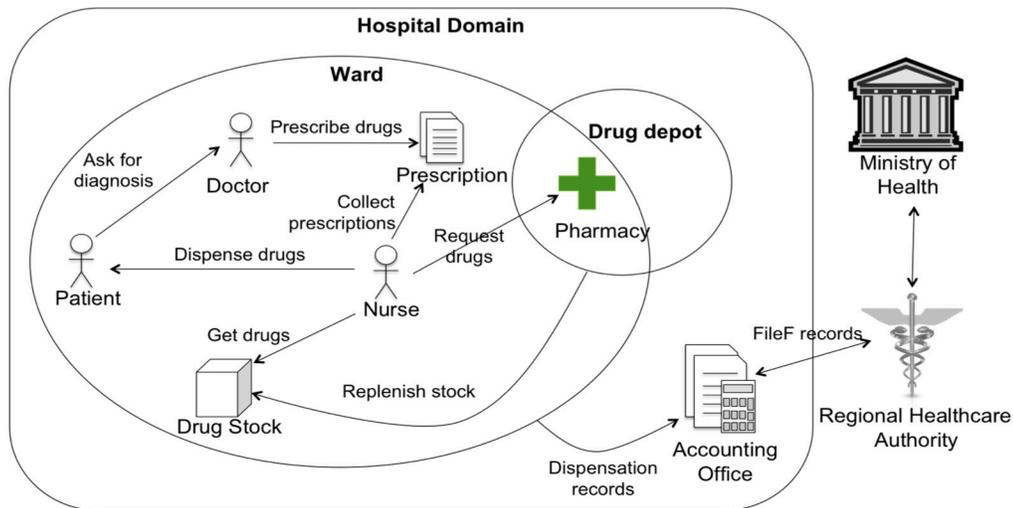 Hospital Domain
Ward
Drug depot
Prescribe drugs
Ask for
diagnosis
Doctor
Prescription
Collect
prescriptions
Request
drugs
Pharmacy
Dispense drugs
Patient
Nurse
Get drugs
Replenish stock
Drug Stock
Dispensation
records
Accounting
Office
FileF records
Ministry of
Health
Regional Healthcare
Authority